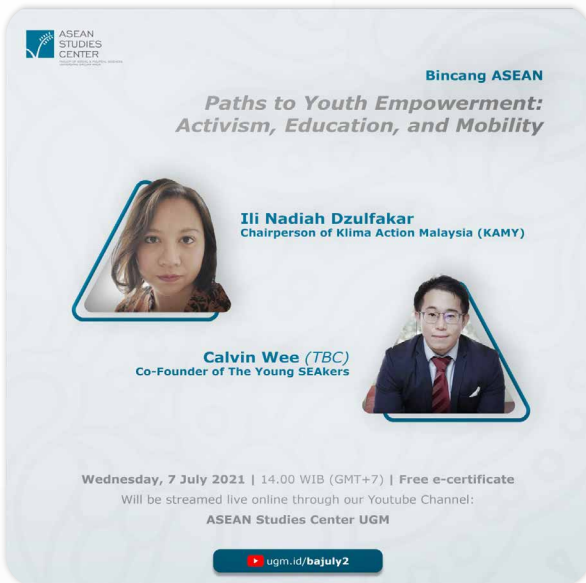 ASEAN
STUDIES
CENTER
Bincang ASEAN
Paths to Youth Empowerment:
Activism, Education, and Mobility
Ili Nadiah Dzulfakar
Chairperson of Klima Action Malaysia (KAMY)
Calvin Wee (TBC)
Co-Founder of The Young SEAkers
Wednesday, 7 July 2021 | 14.00 WIB (GMT+7) | Free e-certificate
Will be streamed live online through our Youtube Channel:
ASEAN Studies Center UGM
ugm.id/bajuly2